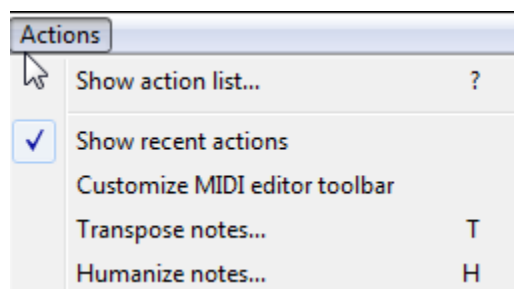 Actions
Show action list... ?
Show recent actions
Customize MIDI editor toolbar
Transpose notes... T
Humanize notes... H